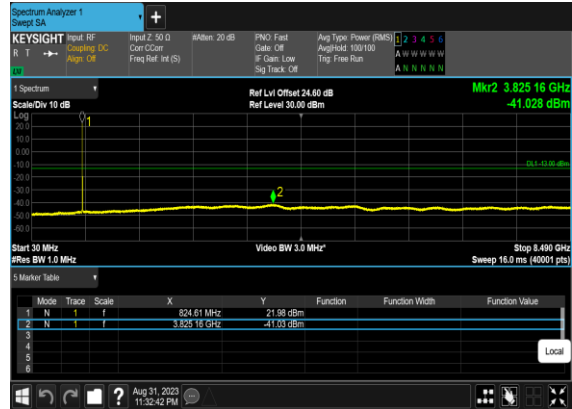 Spectrum Analyzer 1
Swept SA
+
KEYSIGHT Input: RF Input Z: 50 Ω #Atten: 20 dB PNO: Fast Avg Type: Power (RMS) 1 2 3 4 5 6
R T Coupling: DC Corr CCorr Gate: Off Avg|Hold: 100/100 A W W W W W
Align: Off Freq Ref: Int (S) IF Gain: Low Trig: Free Run
Sig Track: Off A N N N N N
1 Spectrum
Ref Lvl Offset 24.60 dB Mkr2 3.825 16 GHz
Scale/Div 10 dB Ref Level 30.00 dBm -41.028 dBm
Log
1
20.0
10.0
0.00
-10.0
DL1 -13.00 dBm
-20.0
-30.0
2
-40.0
-50.0
-60.0
Start 30 MHz Video BW 3.0 MHz* Stop 8.490 GHz
#Res BW 1.0 MHz Sweep 16.0 ms (40001 pts)
5 Marker Table
Mode Trace Scale X Y Function Function Width Function Value
1 N 1 f 824.61 MHz 21.98 dBm
2 N 1 f 3.825 16 GHz -41.03 dBm
3
4
5
6
Local
? Aug 31, 2023
11:32:42 PM